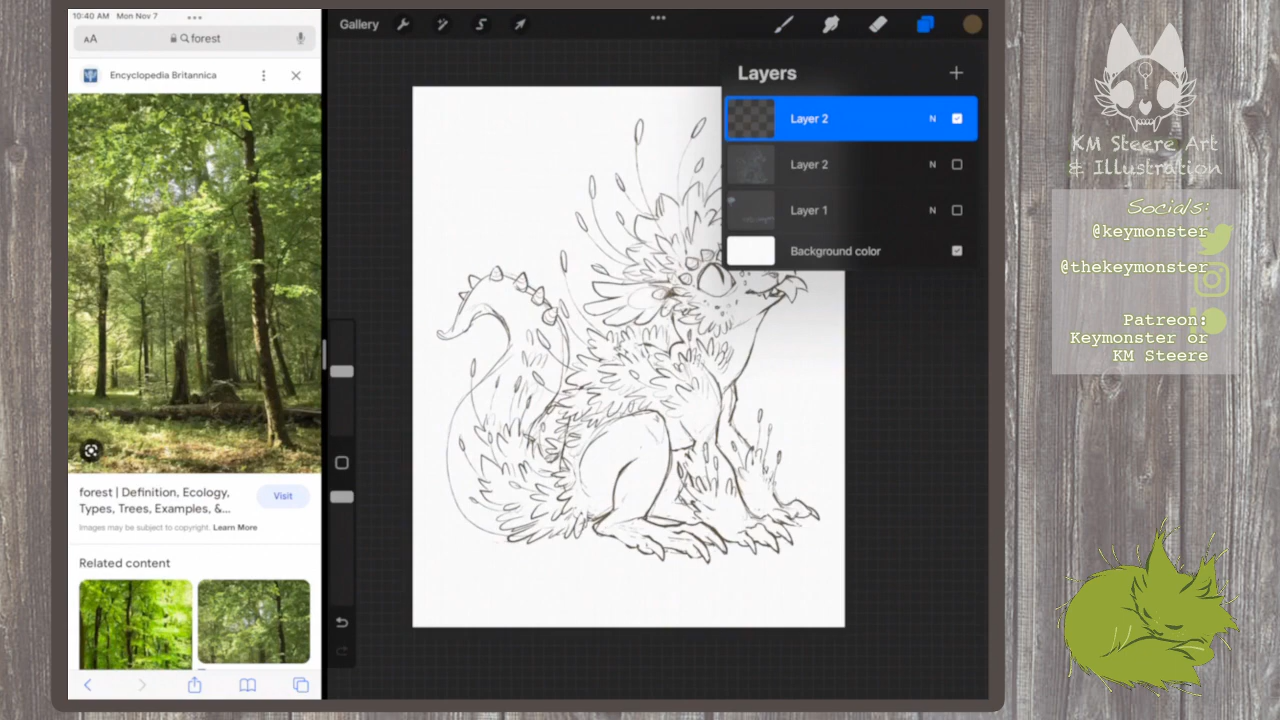 10:40 AM Mon Nov 7
AA
forest
Encyclopedia Britannica
forest | Definition, Ecology,
Types, Trees, Examples, &...
Visit
Images may be subject to copyright. Learn More
Related content
Gallery
Layers
Layer 2 N
Layer 2 N
Layer 1 N
Background color
KM Steere Art
& Illustration
Socials:
@keymonster
@thekeymonster
Patreon:
Keymonster or
KM Steere